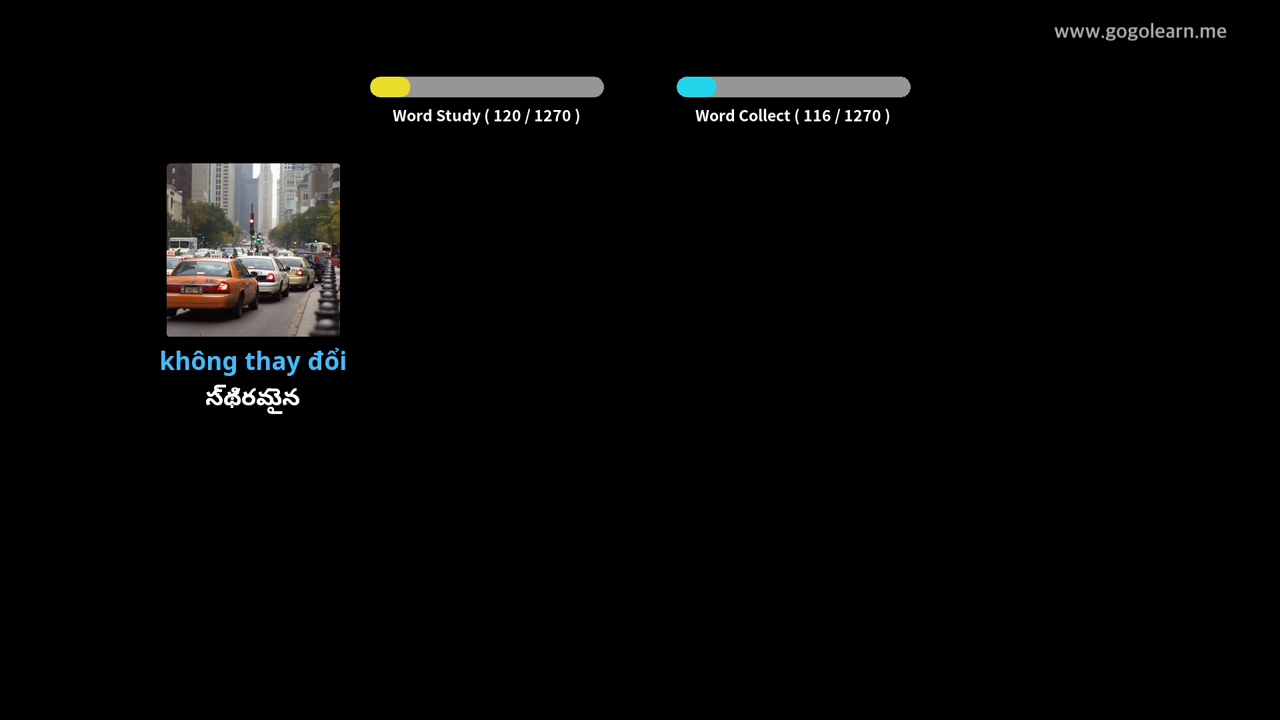 www.gogolearn.me
Word Study ( 120 / 1270 )
Word Collect ( 116 / 1270 )
không thay đổi
స్థిరమైన